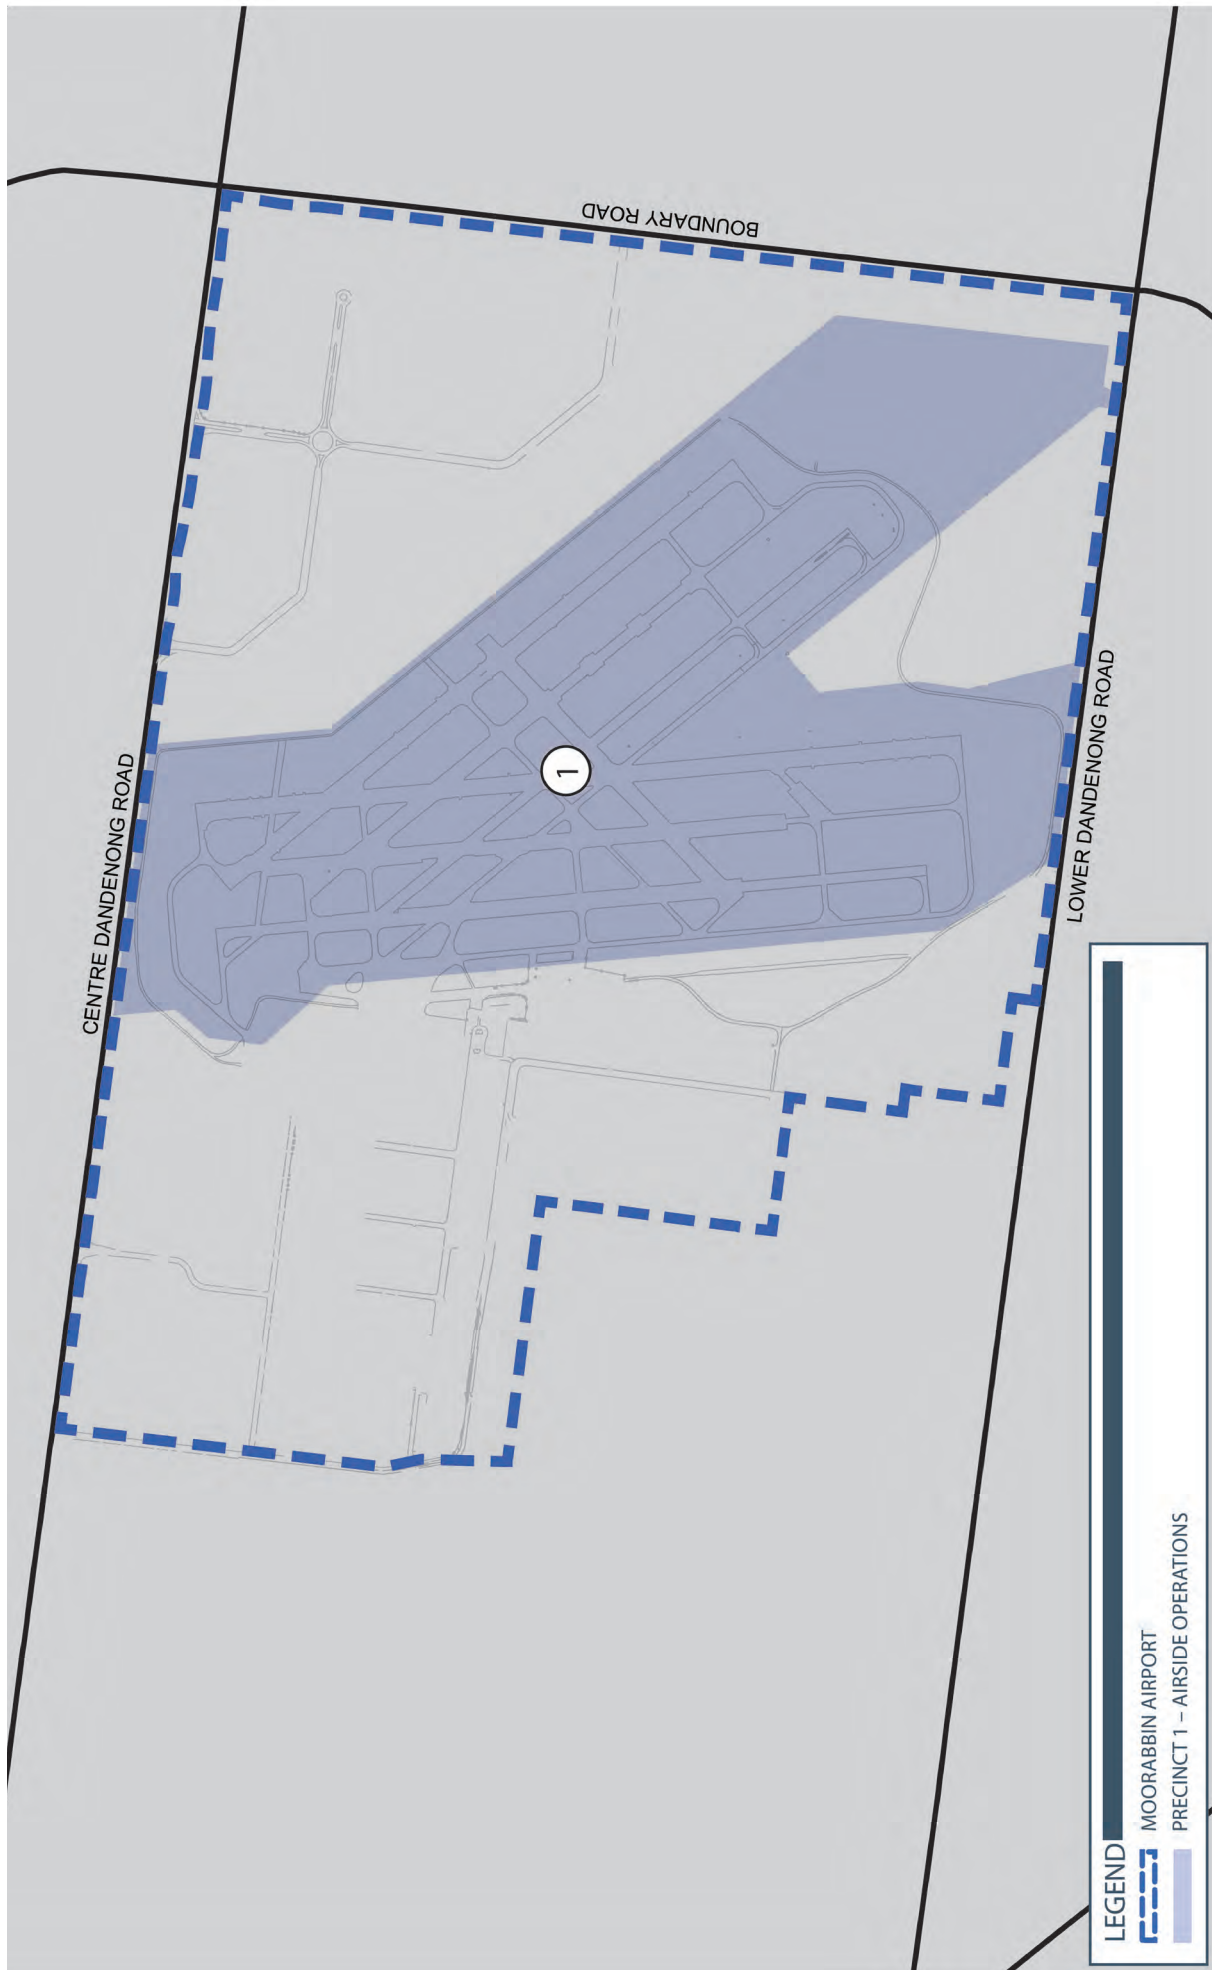 CENTRE DANDENONG ROAD
BOUNDARY ROAD
1
LOWER DANDENONG ROAD
LEGEND
MOORABBIN AIRPORT
PRECINCT 1 – AIRSIDE OPERATIONS